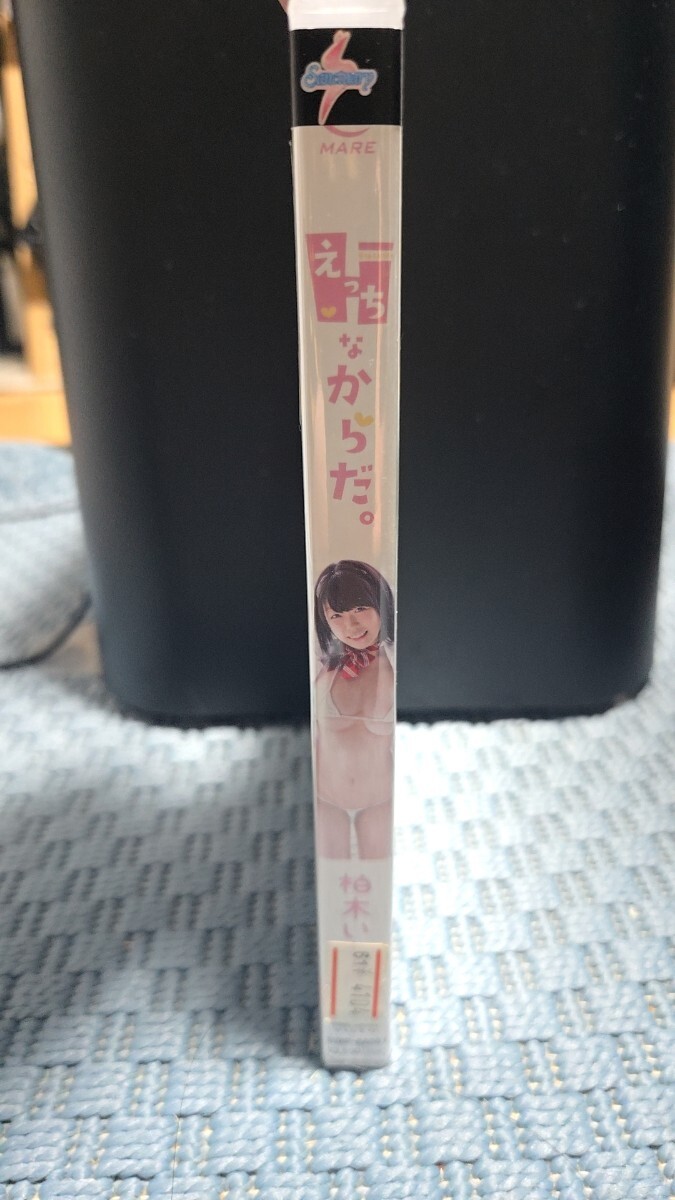 Sanctuary
MARE
えっち
な
からだ。
柏木い